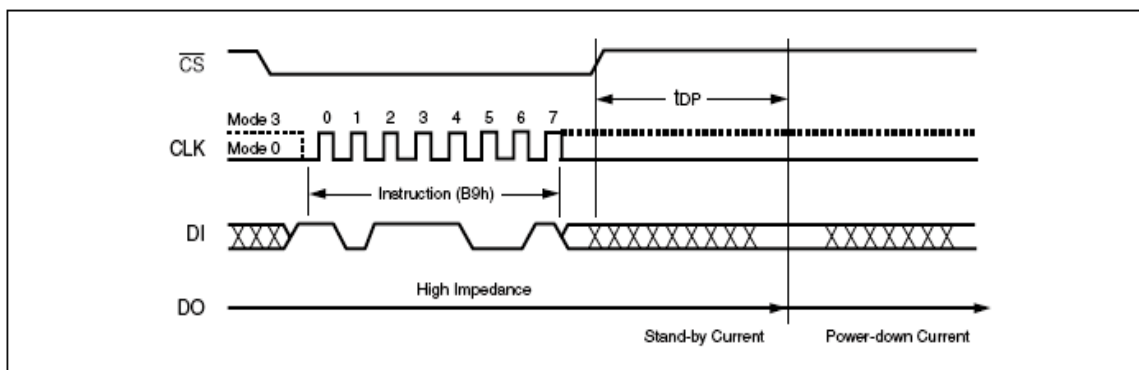 CS
tDP
Mode 3
0 1 2 3 4 5 6 7
CLK
Mode 0
Instruction (B9h)
DI
High Impedance
DO
Stand-by Current
Power-down Current